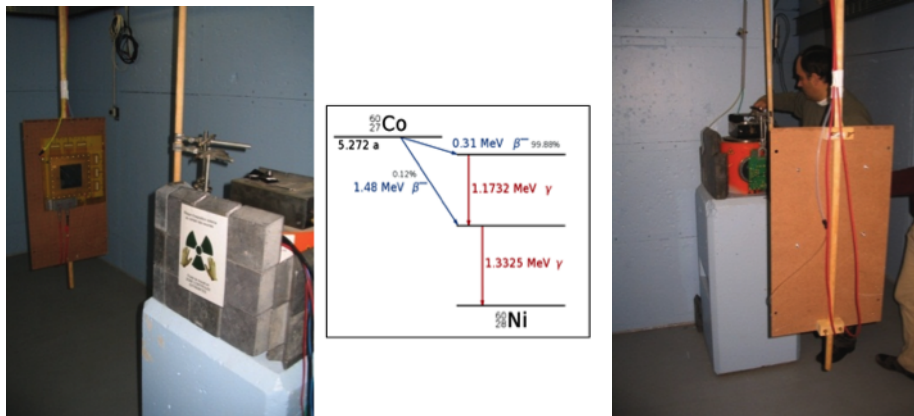 60
27Co
5.272 a
0.31 MeV β− 99.88%
0.12%
1.48 MeV β−
1.1732 MeV γ
1.3325 MeV γ
60
28Ni